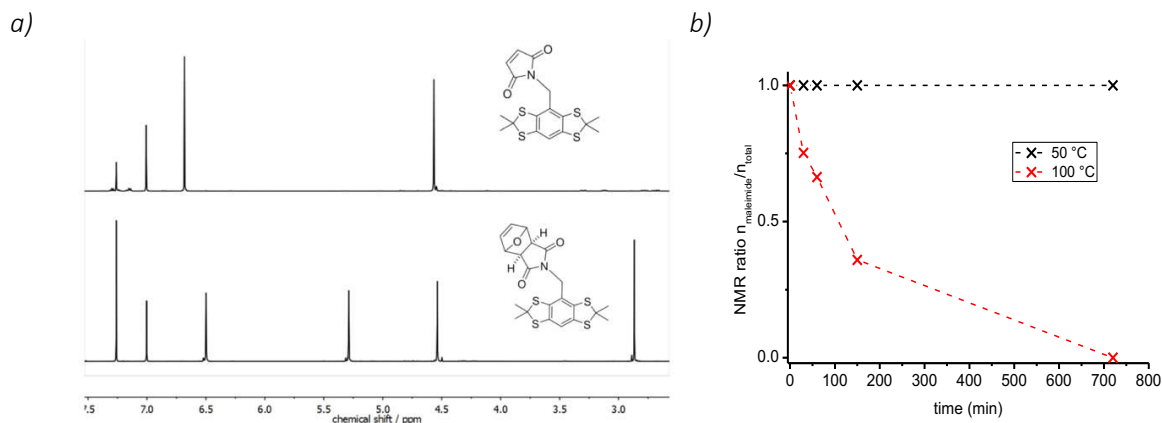 a)
O
N
O
S S
S S
7.5 7.0 6.5 6.0 5.5 5.0 4.5 4.0 3.5 3.0
chemical shift / ppm
H O
O
N
H
O
S S
S S
b)
NMR ratio n_maleimide/n_total
1.0
0.5
0.0
50 °C
100 °C
0 100 200 300 400 500 600 700 800
time (min)